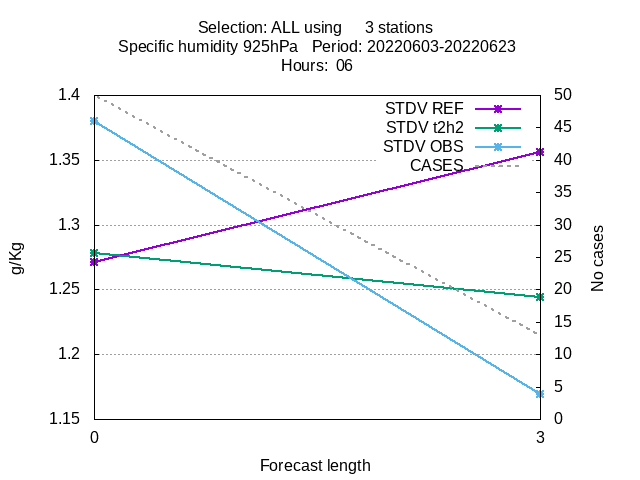 Selection: ALL using     3 stations
Specific humidity 925hPa   Period: 20220603-20220623
Hours:  06
1.4
1.35
1.3
1.25
1.2
1.15
50
45
40
35
30
25
20
15
10
5
0
STDV REF
STDV t2h2
STDV OBS
CASES
g/Kg
No cases
0
3
Forecast length